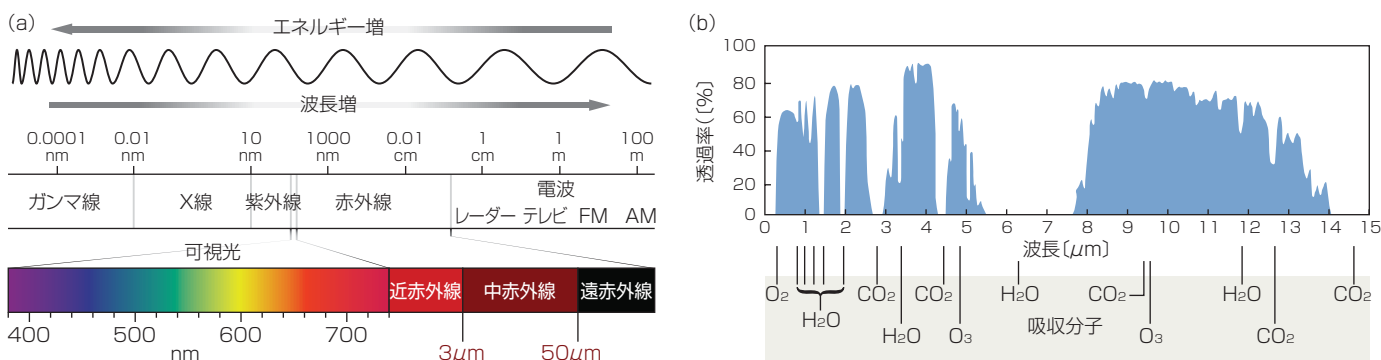 (a)
エネルギー増
波長増
0.0001 nm 0.01 nm 10 nm 1000 nm 0.01 cm 1 cm 1 m 100 m
ガンマ線 X線 紫外線 赤外線 電波
レーダー テレビ FM AM
可視光
近赤外線 中赤外線 遠赤外線
400 500 600 700
nm 3μm 50μm
(b)
透過率([%]
100
80
60
40
20
0
0 1 2 3 4 5 6 7 8 9 10 11 12 13 14 15
波長[μm]
O₂ CO₂ CO₂ H₂O CO₂ H₂O CO₂
H₂O H₂O O₃ 吸収分子 O₃ CO₂